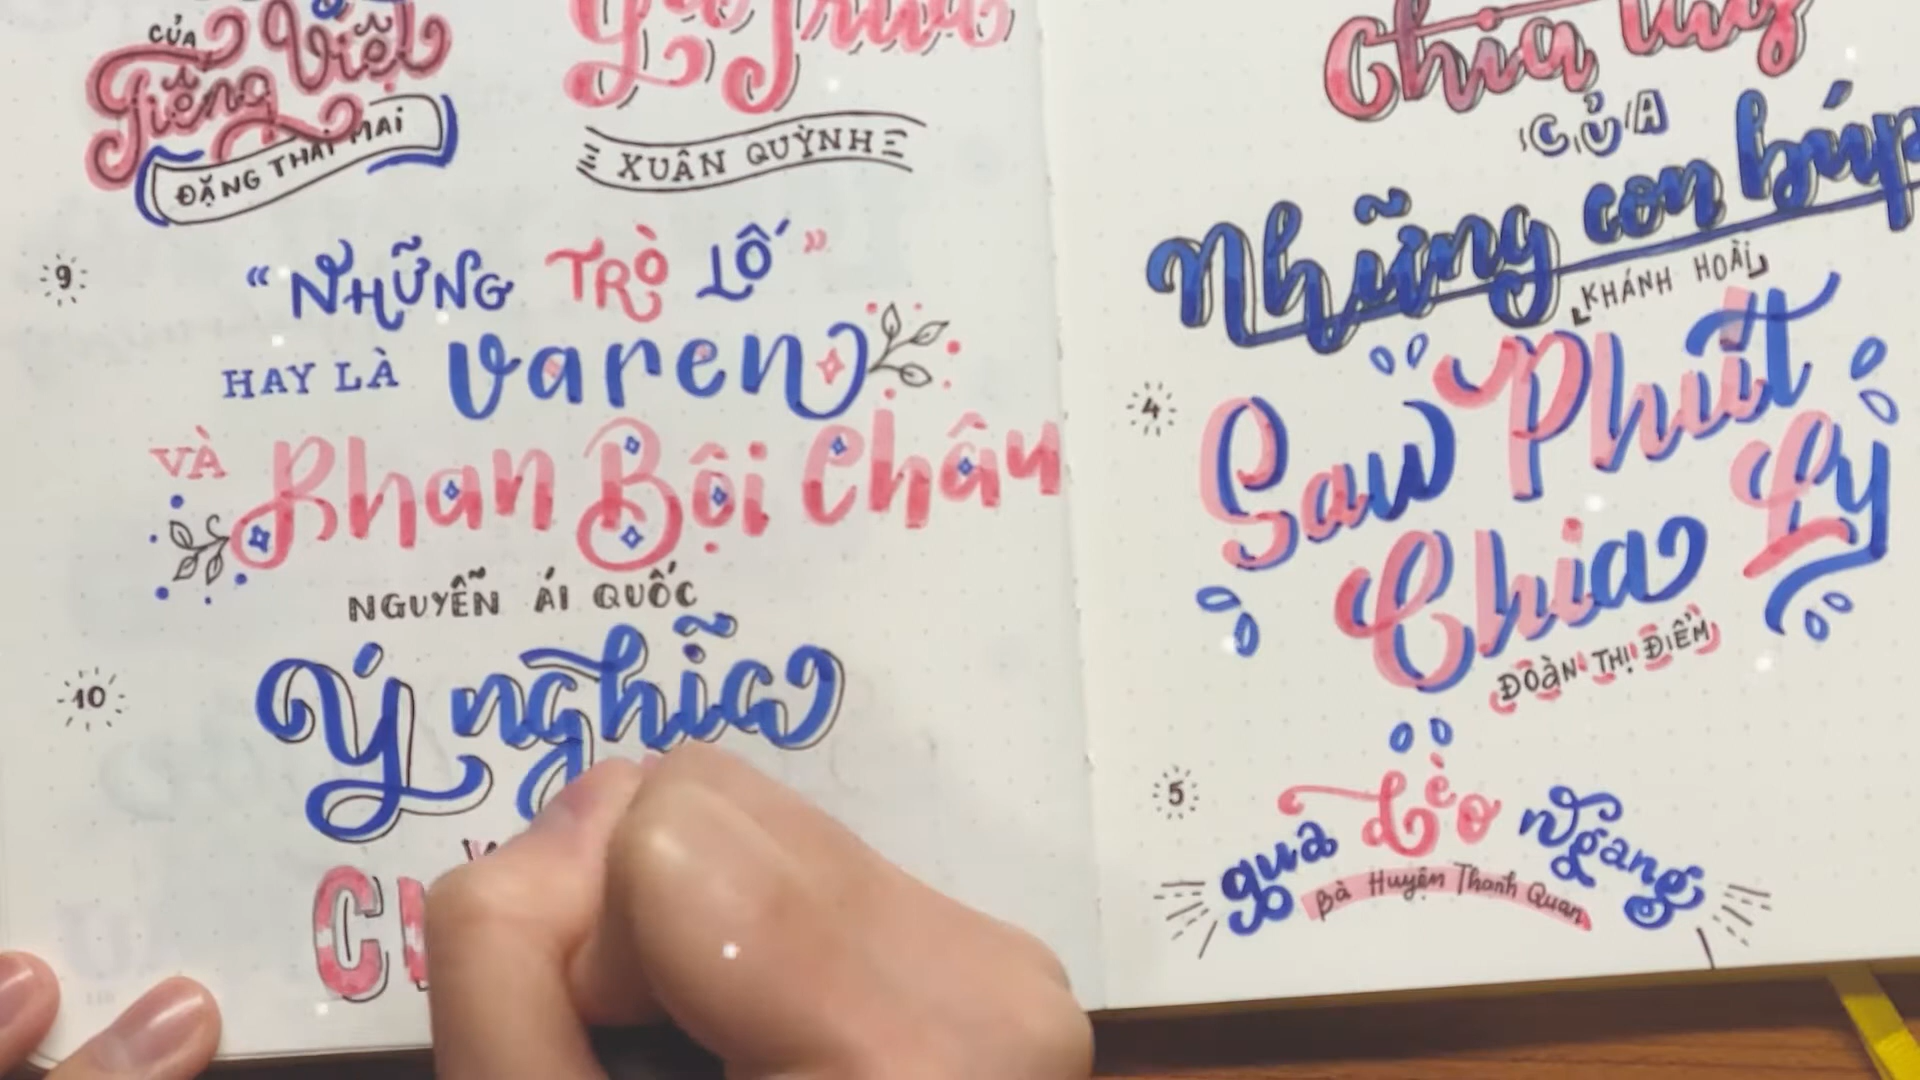 CỦA
Tiếng Việt
ĐẶNG THAI MAI
XUÂN QUỲNH
9
“NHỮNG TRÒ LỐ”
HAY LÀ Varen
VÀ Phan Bội Châu
NGUYỄN ÁI QUỐC
10
Ý nghĩa
Chia tay
CỦA
Những con búp
KHÁNH HOÀI
4
Sau Phút
Chia Ly
ĐOÀN THỊ ĐIỂM
5
qua đèo Ngang
Bà Huyện Thanh Quan